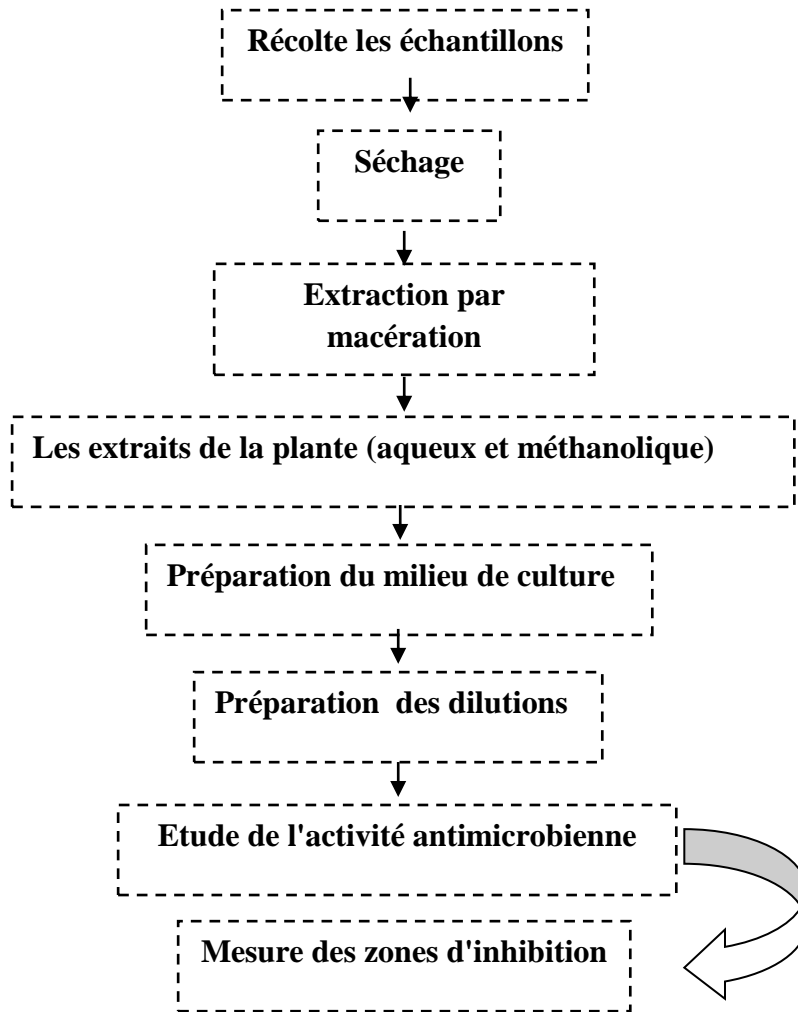 Récolte les échantillons
Séchage
Extraction par
macération
Les extraits de la plante (aqueux et méthanolique)
Préparation du milieu de culture
Préparation  des dilutions
Etude de l'activité antimicrobienne
Mesure des zones d'inhibition